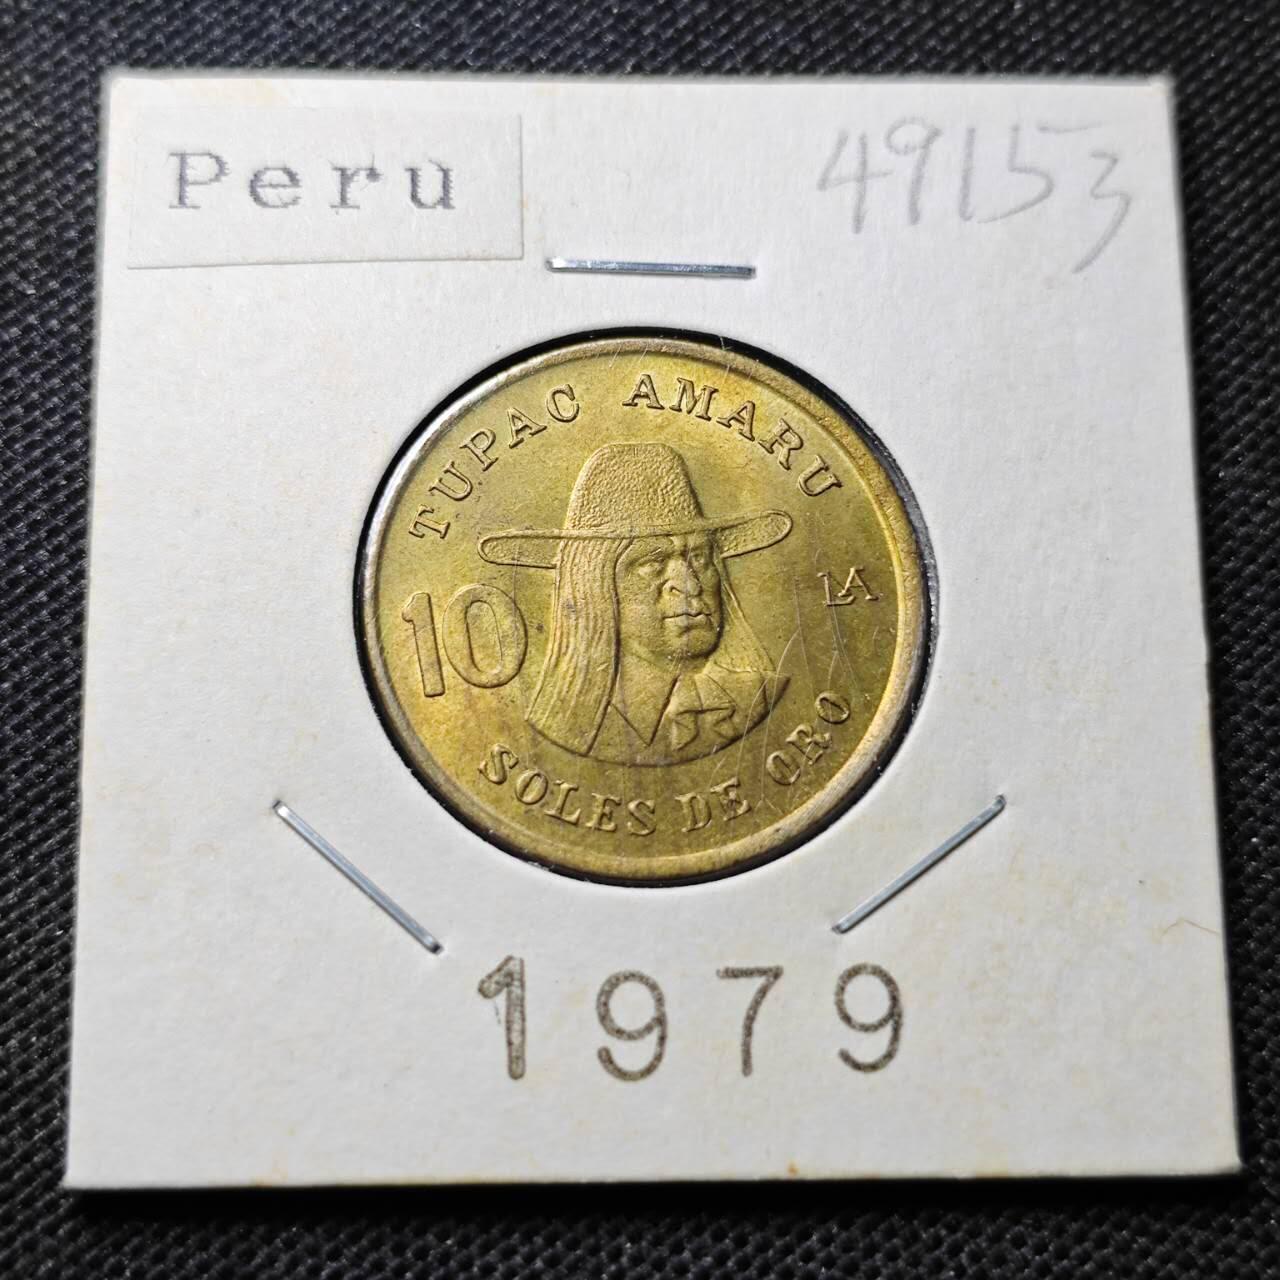 Peru
49153
TUPAC AMARU
10
LA
SOLES DE ORO
1979